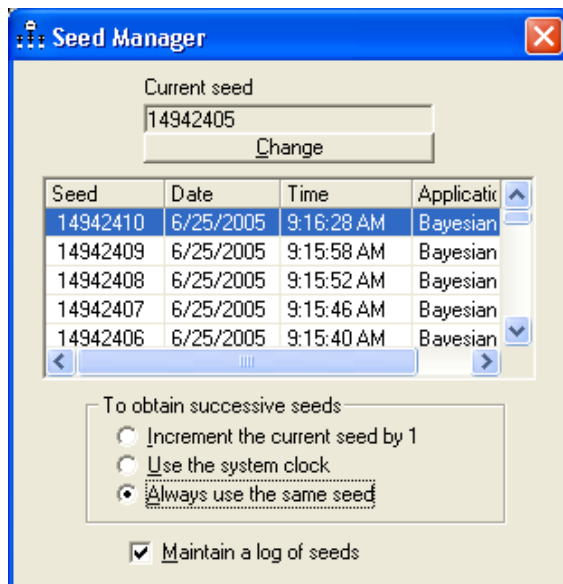 Seed Manager
Current seed
14942405
Change
Seed Date Time Applicatic
14942410 6/25/2005 9:16:28 AM Bayesian
14942409 6/25/2005 9:15:58 AM Bayesian
14942408 6/25/2005 9:15:52 AM Bayesian
14942407 6/25/2005 9:15:46 AM Bayesian
14942406 6/25/2005 9:15:40 AM Bayesian
To obtain successive seeds
Increment the current seed by 1
Use the system clock
Always use the same seed
Maintain a log of seeds